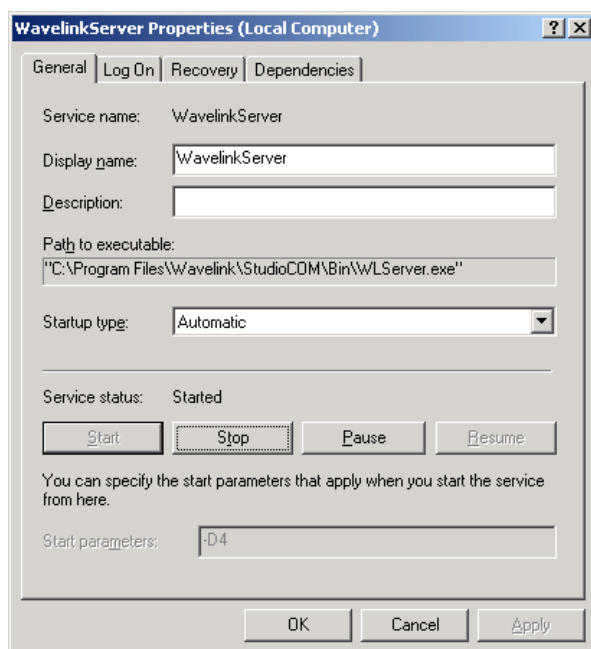 WavelinkServer Properties (Local Computer)
General Log On Recovery Dependencies
Service name: WavelinkServer
Display name: WavelinkServer
Description:
Path to executable:
"C:\Program Files\Wavelink\StudioCOM\Bin\WLServer.exe"
Startup type: Automatic
Service status: Started
Start Stop Pause Resume
You can specify the start parameters that apply when you start the service
from here.
Start parameters: -D4
OK Cancel Apply